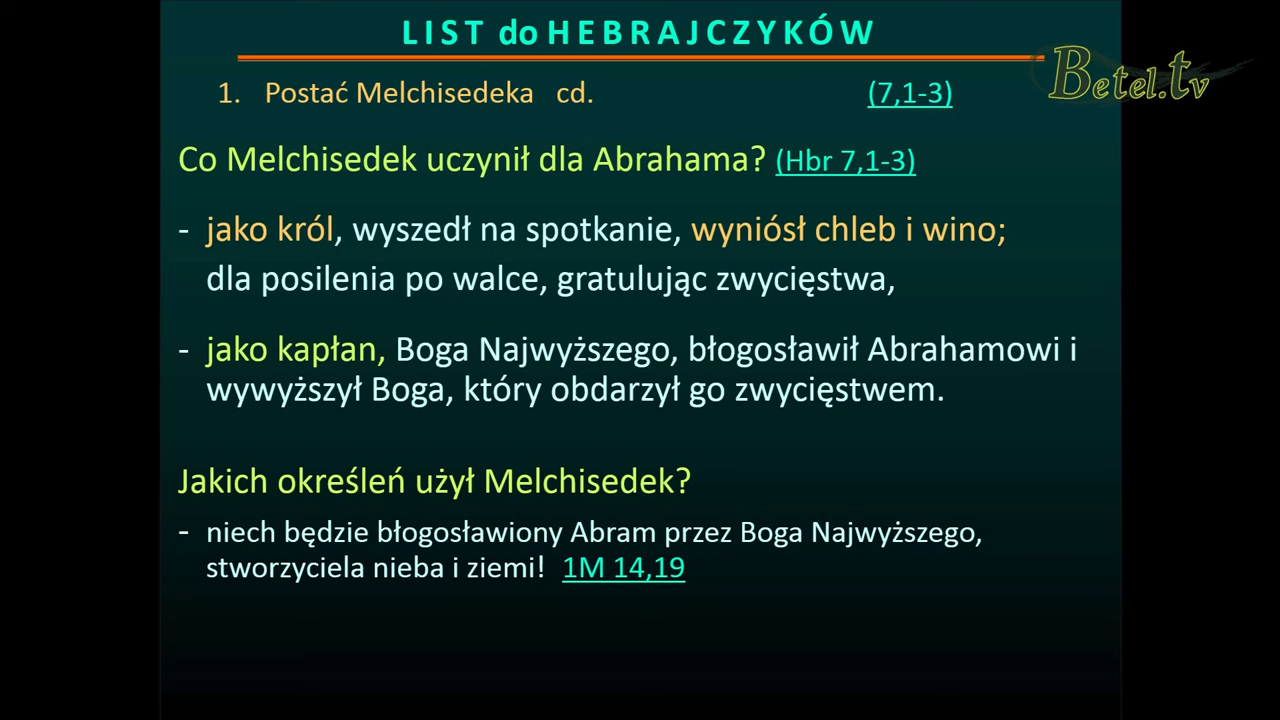 LIST do HEBRAJCZYKÓW
Betel.tv
1. Postać Melchisedeka cd. (7,1-3)
Co Melchisedek uczynił dla Abrahama? (Hbr 7,1-3)
- jako król, wyszedł na spotkanie, wyniósł chleb i wino;
dla posilenia po walce, gratulując zwycięstwa,
- jako kapłan, Boga Najwyższego, błogosławił Abrahamowi i
wywyższył Boga, który obdarzył go zwycięstwem.
Jakich określeń użył Melchisedek?
- niech będzie błogosławiony Abram przez Boga Najwyższego,
stworzyciela nieba i ziemi! 1M 14,19